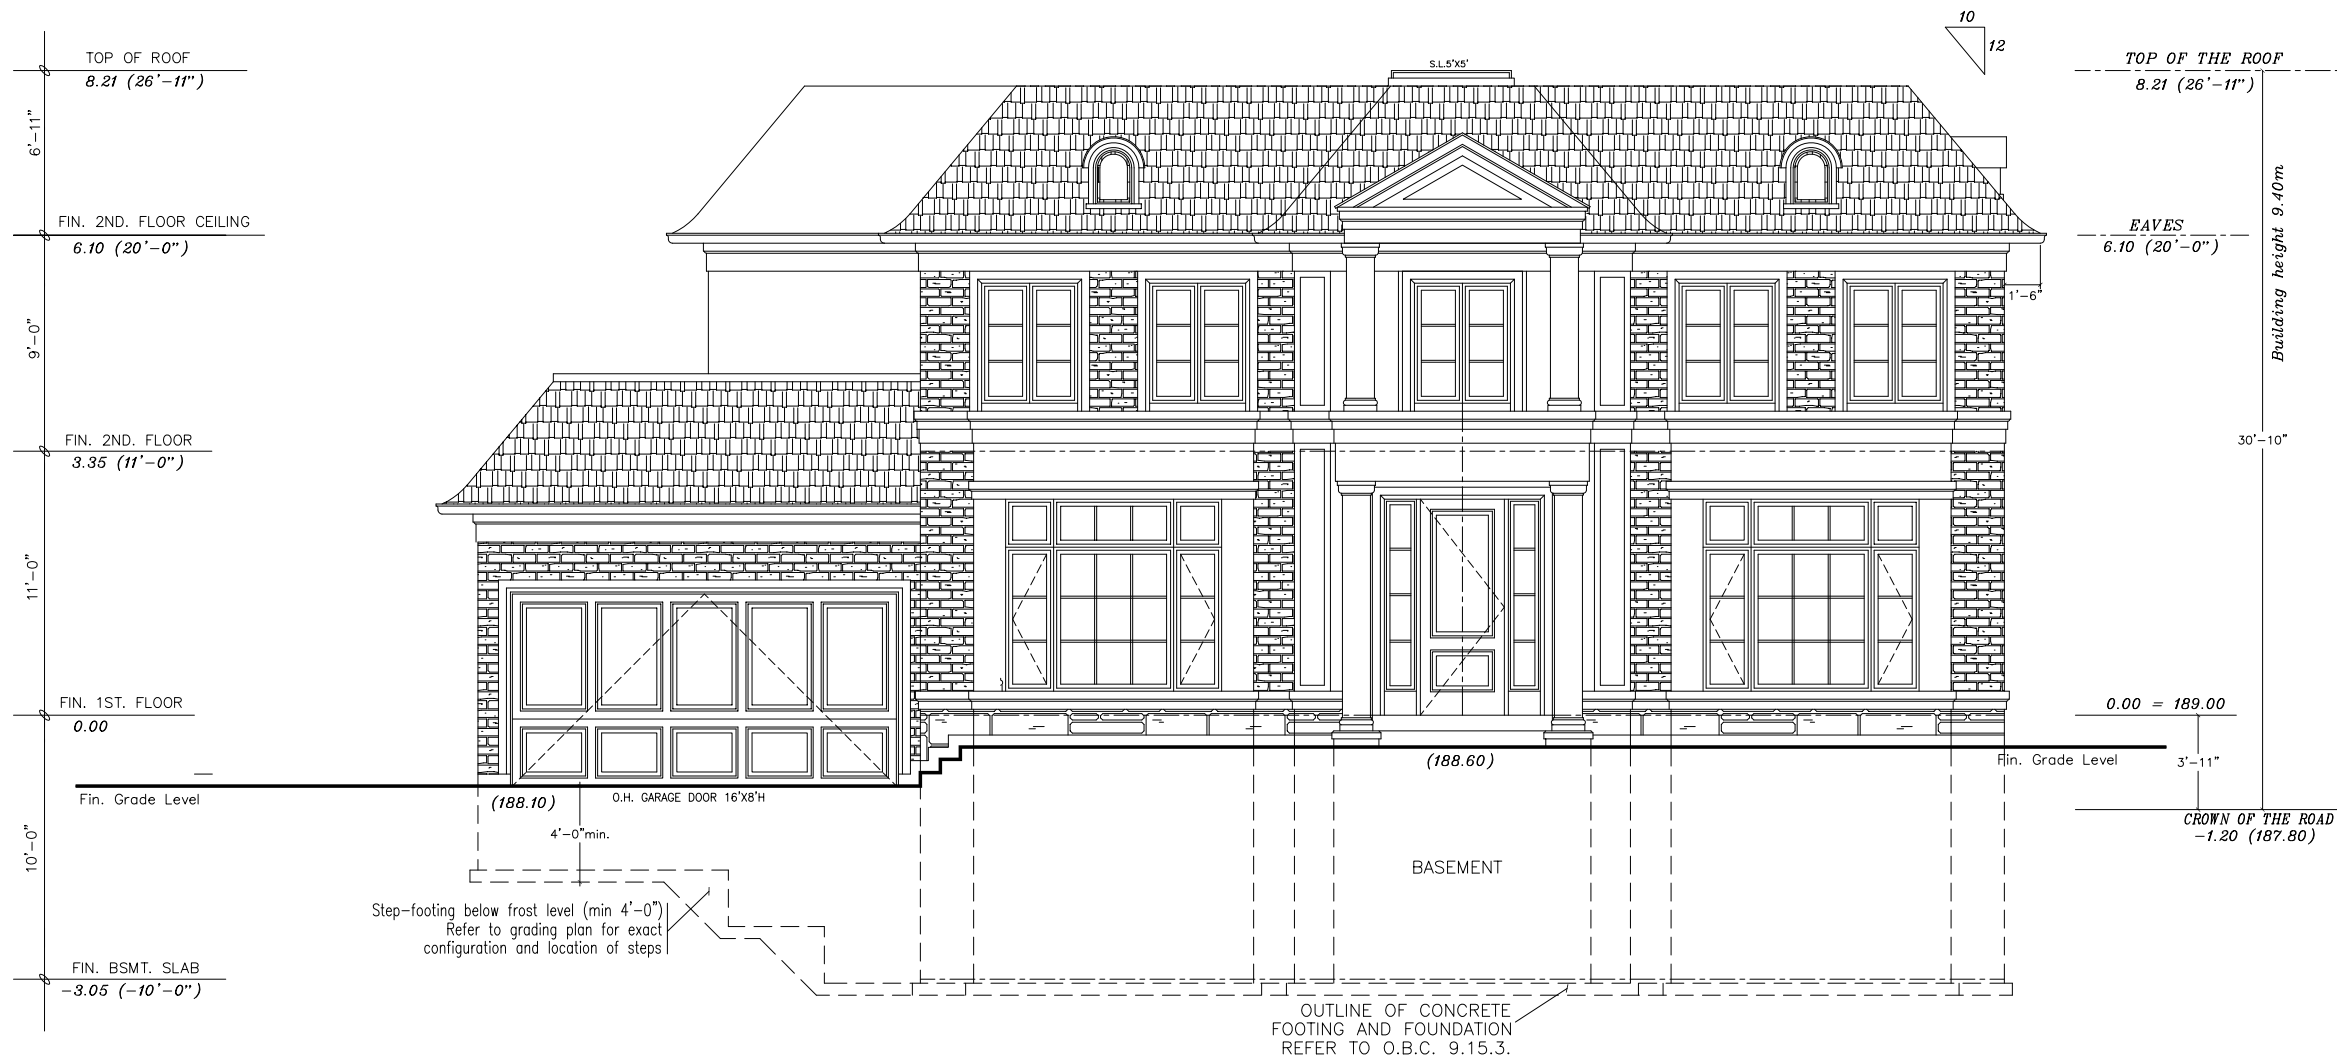 10
12
TOP OF ROOF
8.21 (26'-11")
6'-11"
FIN. 2ND. FLOOR CEILING
6.10 (20'-0")
9'-0"
FIN. 2ND. FLOOR
3.35 (11'-0")
11'-0"
FIN. 1ST. FLOOR
0.00
Fin. Grade Level
10'-0"
FIN. BSMT. SLAB
-3.05 (-10'-0")
S.L.5'X5'
(188.10)
O.H. GARAGE DOOR 16'X8'H
4'-0"min.
Step-footing below frost level (min 4'-0")
Refer to grading plan for exact
configuration and location of steps
(188.60)
BASEMENT
OUTLINE OF CONCRETE
FOOTING AND FOUNDATION
REFER TO O.B.C. 9.15.3.
TOP OF THE ROOF
8.21 (26'-11")
EAVES
6.10 (20'-0")
1'-6"
Building height 9.40m
30'-10"
0.00 = 189.00
Fin. Grade Level
3'-11"
CROWN OF THE ROAD
-1.20 (187.80)